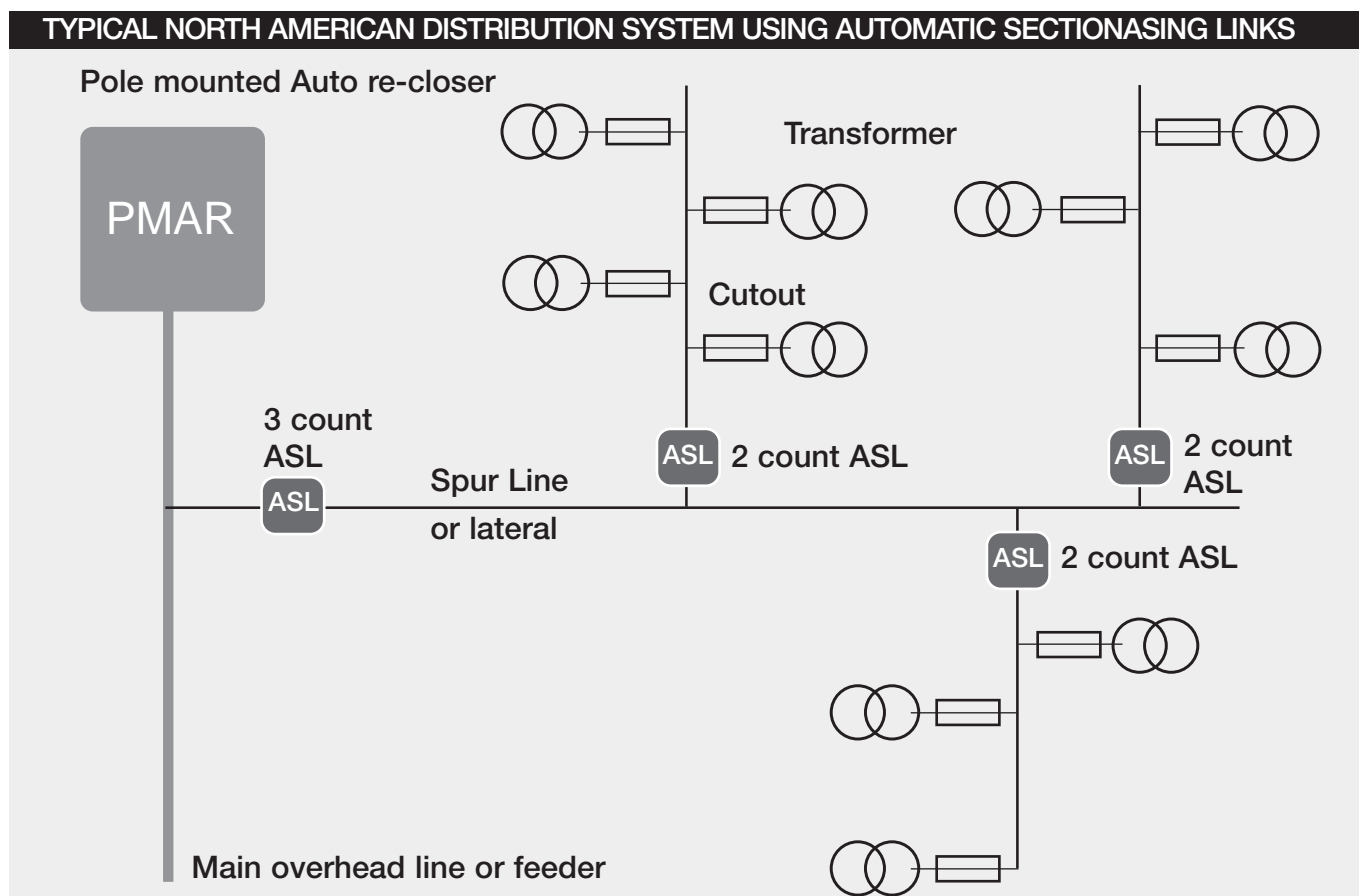 TYPICAL NORTH AMERICAN DISTRIBUTION SYSTEM USING AUTOMATIC SECTIONASING LINKS
Pole mounted Auto re-closer
PMAR
Transformer
Cutout
3 count
ASL
ASL
Spur Line
or lateral
ASL
2 count ASL
ASL
2 count
ASL
ASL
2 count ASL
Main overhead line or feeder